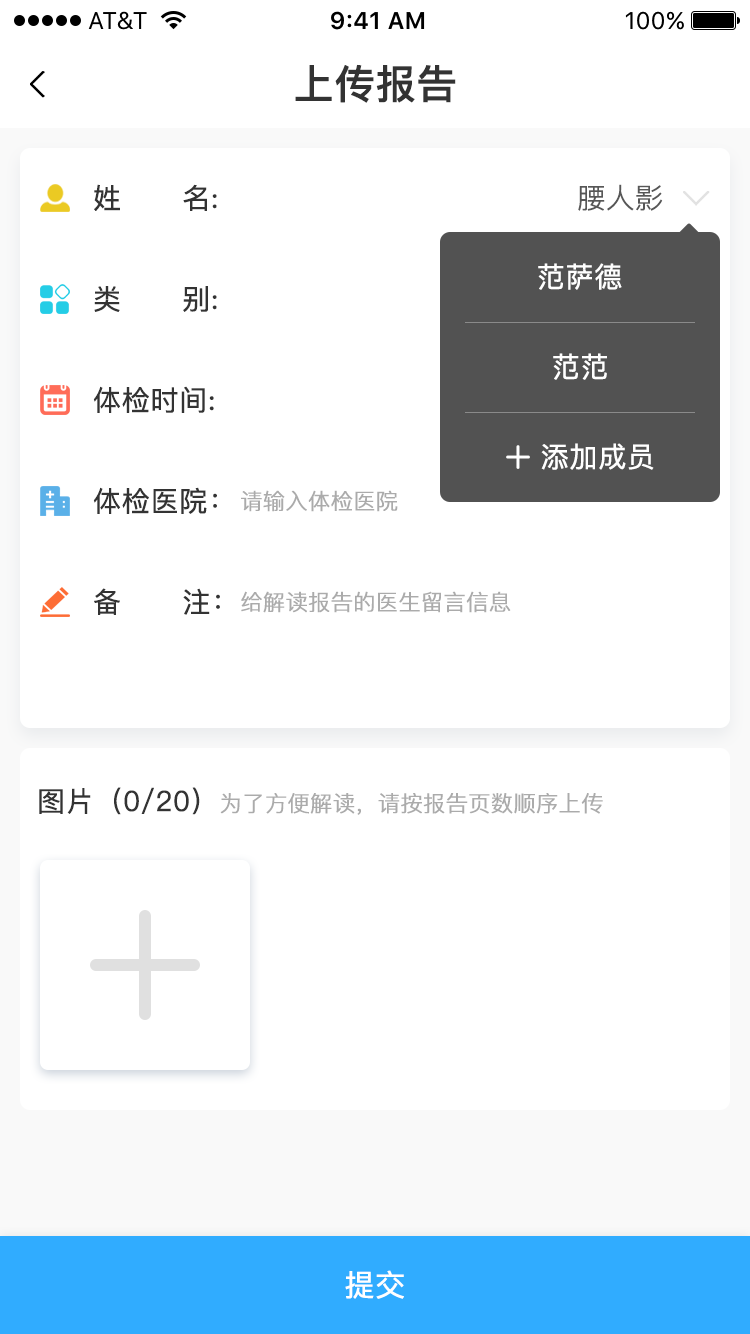 AT&T 9:41 AM 100%
上传报告
姓 名: 腰人影
范萨德
类 别:
范范
体检时间:
添加成员
体检医院: 请输入体检医院
备 注: 给解读报告的医生留言信息
图片（0/20）为了方便解读，请按报告页数顺序上传
提交